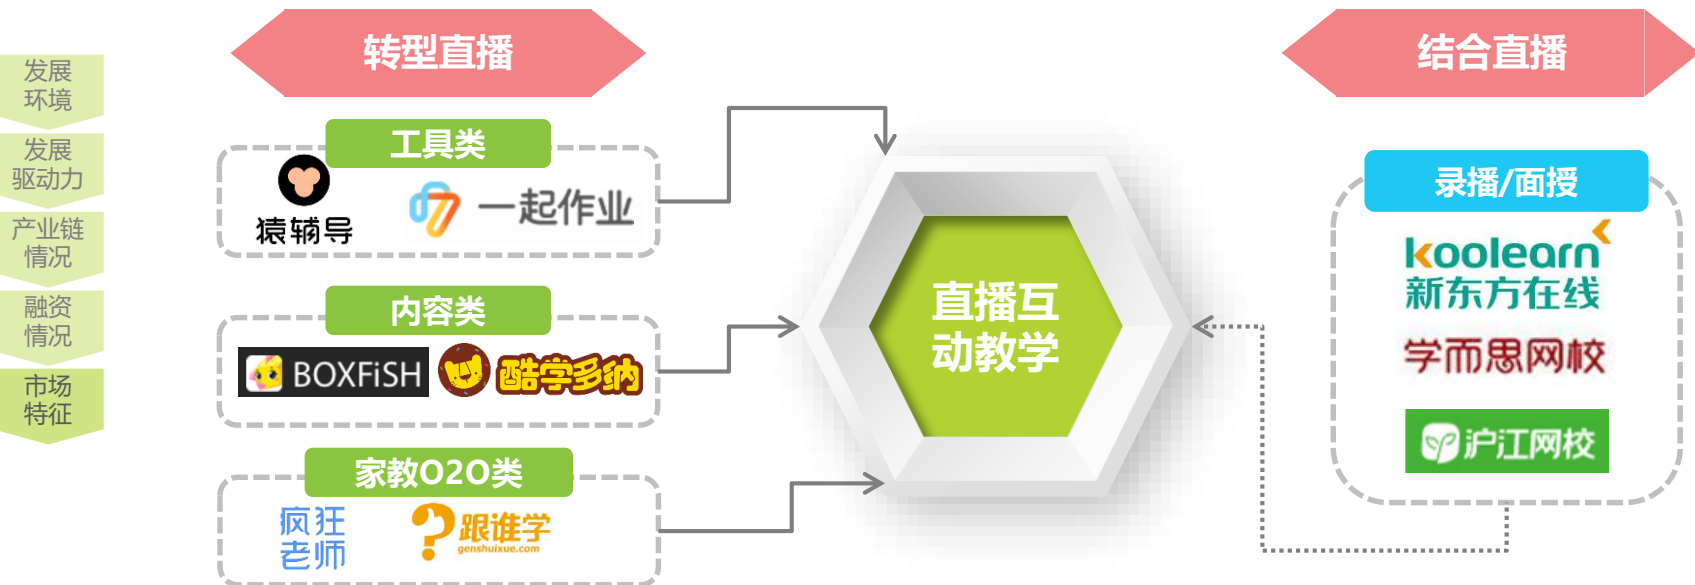 发展
环境
发展
驱动力
产业链
情况
融资
情况
市场
特征
转型直播
工具类
猿辅导
一起作业
内容类
BOXFiSH
酷学多纳
家教O2O类
疯狂
老师
跟谁学
genshuixue.com
直播互
动教学
结合直播
录播/面授
koolearn
新东方在线
学而思网校
沪江网校